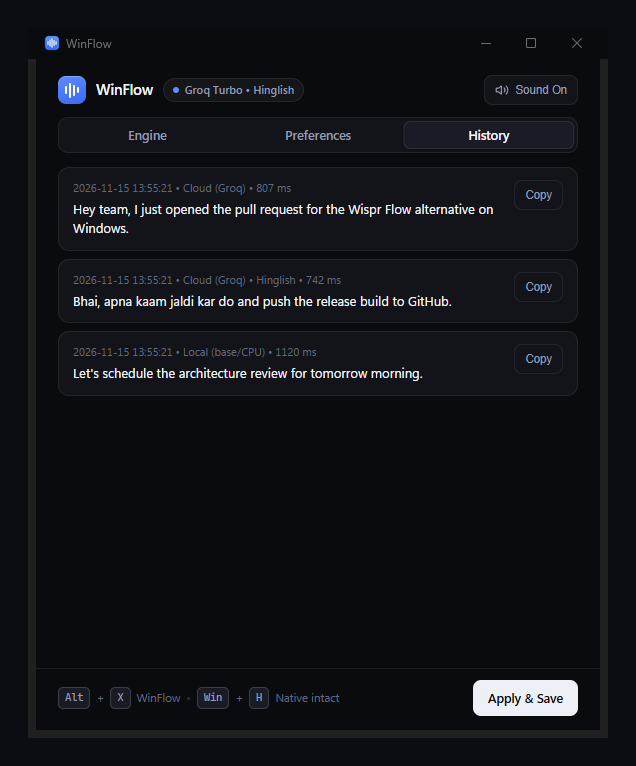 WinFlow
WinFlow
Groq Turbo • Hinglish
Sound On
Engine
Preferences
History
2026-11-15 13:55:21 • Cloud (Groq) • 807 ms
Hey team, I just opened the pull request for the Wispr Flow alternative on
Windows.
Copy
2026-11-15 13:55:21 • Cloud (Groq) • Hinglish • 742 ms
Bhai, apna kaam jaldi kar do and push the release build to GitHub.
Copy
2026-11-15 13:55:21 • Local (base/CPU) • 1120 ms
Let's schedule the architecture review for tomorrow morning.
Copy
Alt + X WinFlow • Win + H Native intact
Apply & Save